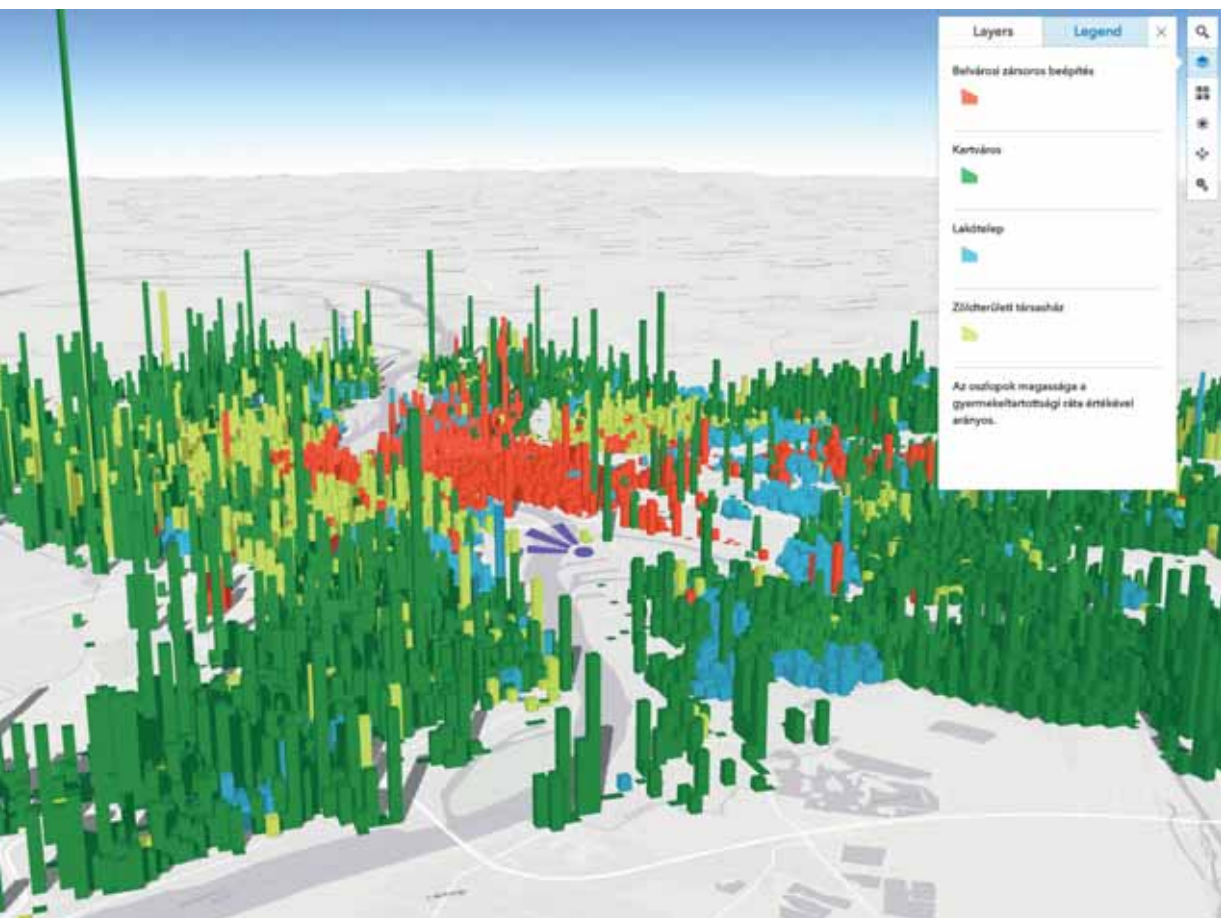 Layers Legend
Belvárosi zársoros beépítés
Kertváros
Lakótelep
Zöldterületi társasház
Az oszlopok magassága a
gyermekeltartottsági ráta értékével
arányos.